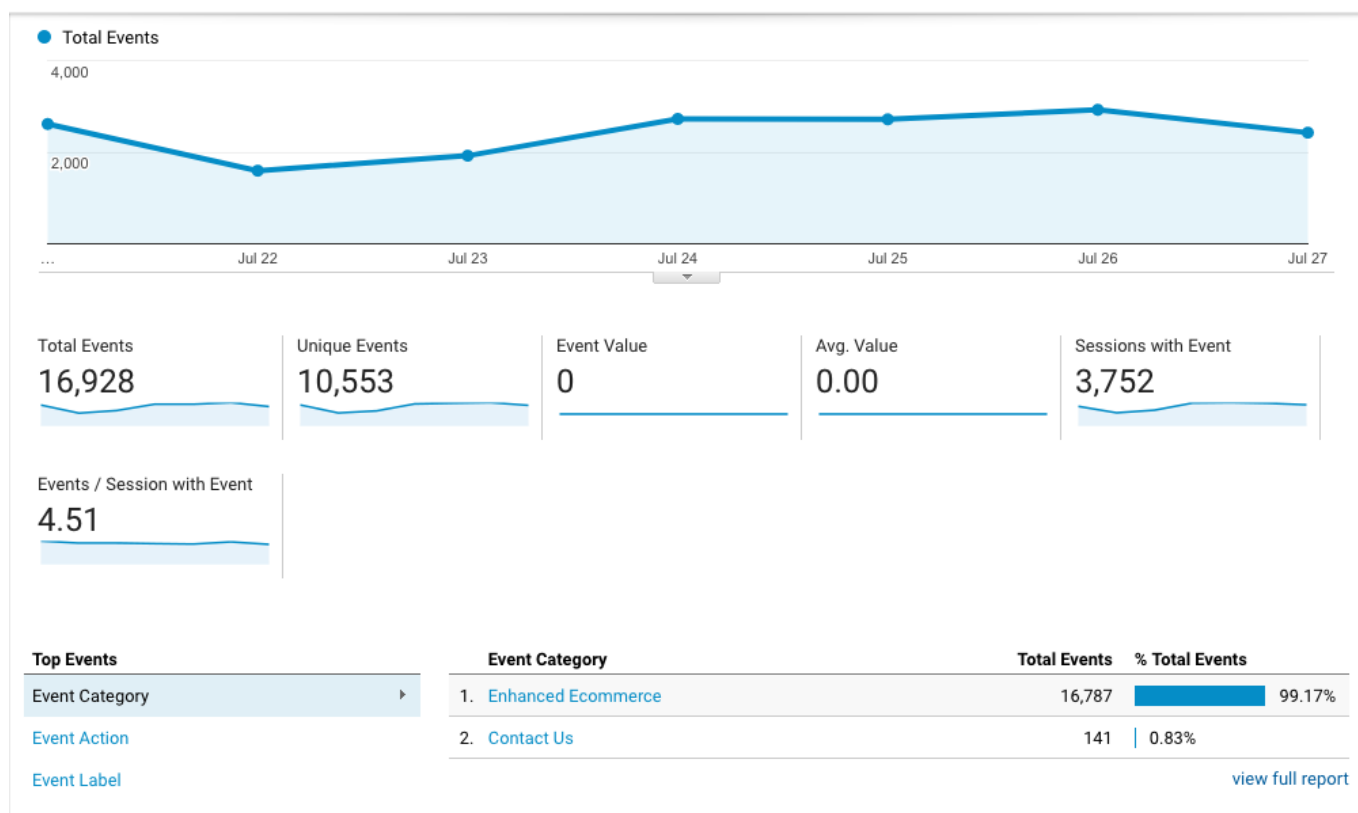 Total Events
4,000
2,000
... Jul 22 Jul 23 Jul 24 Jul 25 Jul 26 Jul 27
Total Events Unique Events Event Value Avg. Value Sessions with Event
16,928 10,553 0 0.00 3,752
Events / Session with Event
4.51
Top Events Event Category Total Events % Total Events
Event Category 1. Enhanced Ecommerce 16,787 99.17%
Event Action 2. Contact Us 141 0.83%
Event Label view full report